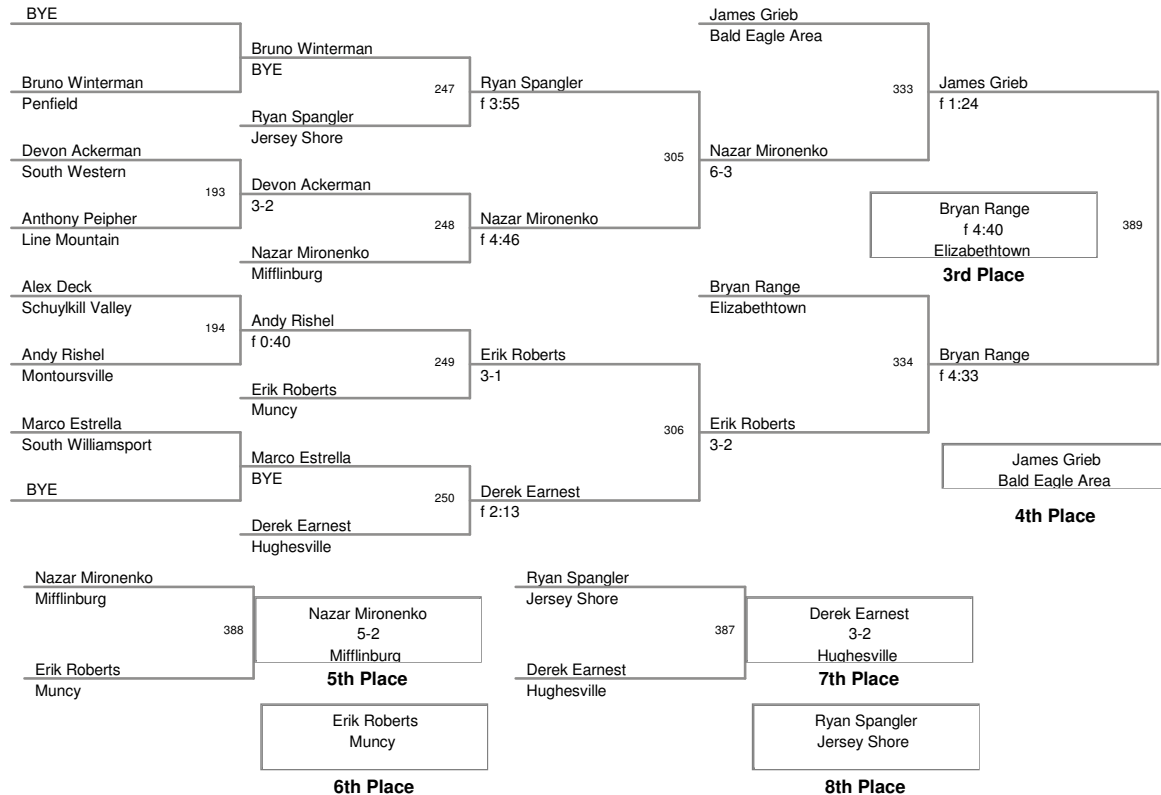 BYE
James Grieb
Bald Eagle Area
Bruno Winterman
BYE
247
Bruno Winterman
Penfield
Ryan Spangler
f 3:55
333
James Grieb
f 1:24
Ryan Spangler
Jersey Shore
Devon Ackerman
South Western
305
Nazar Mironenko
6-3
193
Devon Ackerman
3-2
Bryan Range
f 4:40
Elizabethtown
3rd Place
389
Anthony Peipher
Line Mountain
248
Nazar Mironenko
f 4:46
Nazar Mironenko
Mifflinburg
Alex Deck
Schuylkill Valley
Bryan Range
Elizabethtown
194
Andy Rishel
f 0:40
Andy Rishel
Montoursville
249
Erik Roberts
3-1
334
Bryan Range
f 4:33
Erik Roberts
Muncy
Marco Estrella
South Williamsport
306
Erik Roberts
3-2
Marco Estrella
BYE
James Grieb
Bald Eagle Area
4th Place
BYE
250
Derek Earnest
f 2:13
Derek Earnest
Hughesville
Nazar Mironenko
Mifflinburg
388
Nazar Mironenko
5-2
Mifflinburg
5th Place
Erik Roberts
Muncy
Erik Roberts
Muncy
6th Place
Ryan Spangler
Jersey Shore
387
Derek Earnest
3-2
Hughesville
7th Place
Derek Earnest
Hughesville
Ryan Spangler
Jersey Shore
8th Place